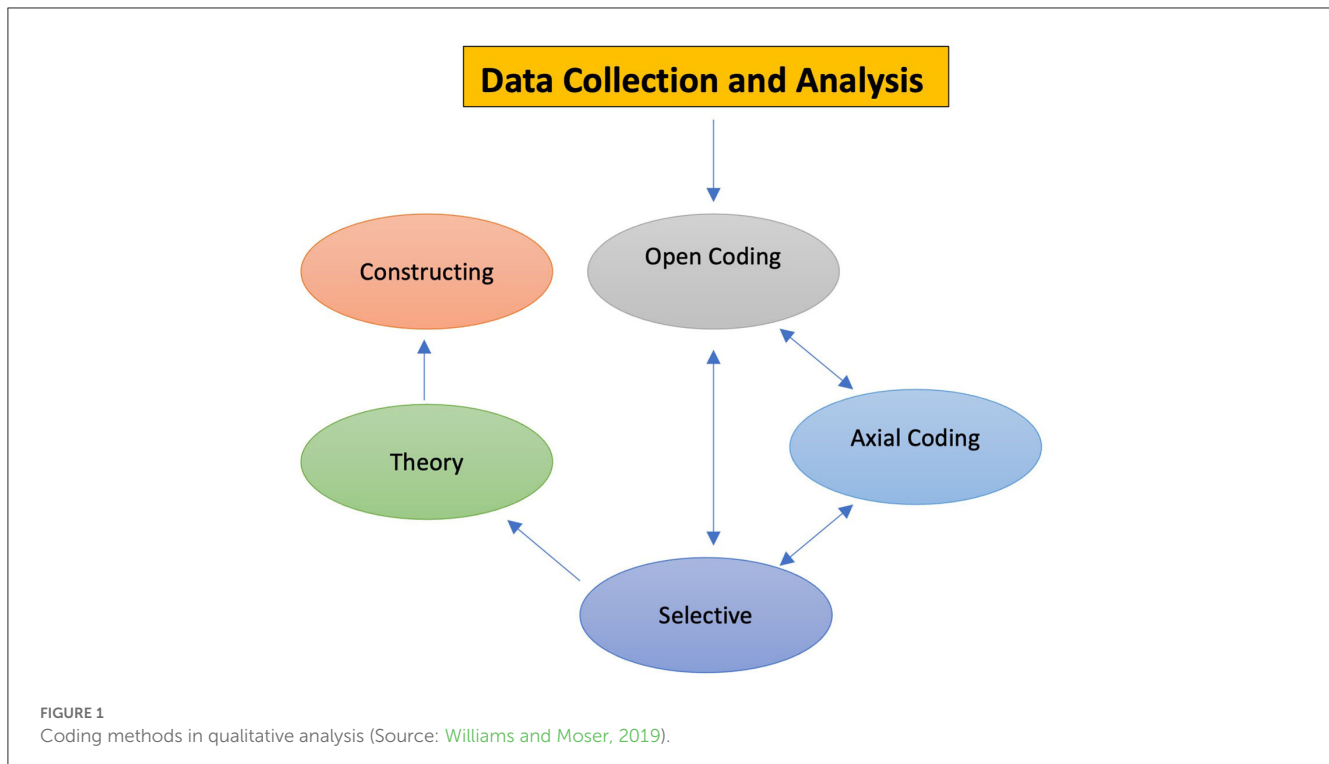 Data Collection and Analysis
Constructing
Open Coding
Theory
Axial Coding
Selective
FIGURE 1
Coding methods in qualitative analysis (Source: Williams and Moser, 2019).